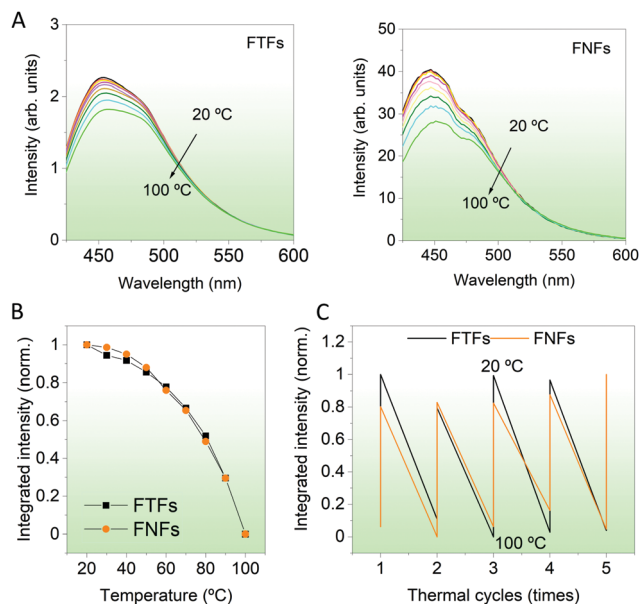 A
FTFs
3
2
1
0
Intensity (arb. units)
20 ºC
100 ºC
450 500 550 600
Wavelength (nm)
FNFs
50
40
30
20
10
0
Intensity (arb. units)
20 ºC
100 ºC
450 500 550 600
Wavelength (nm)
B
1
0.8
0.6
0.4
0.2
0
Integrated intensity (norm.)
FTFs
FNFs
20 40 60 80 100
Temperature (ºC)
C
FTFs FNFs
1.2
1
0.8
0.6
0.4
0.2
0
Integrated intensity (norm.)
20 ºC
100 ºC
1 2 3 4 5
Thermal cycles (times)